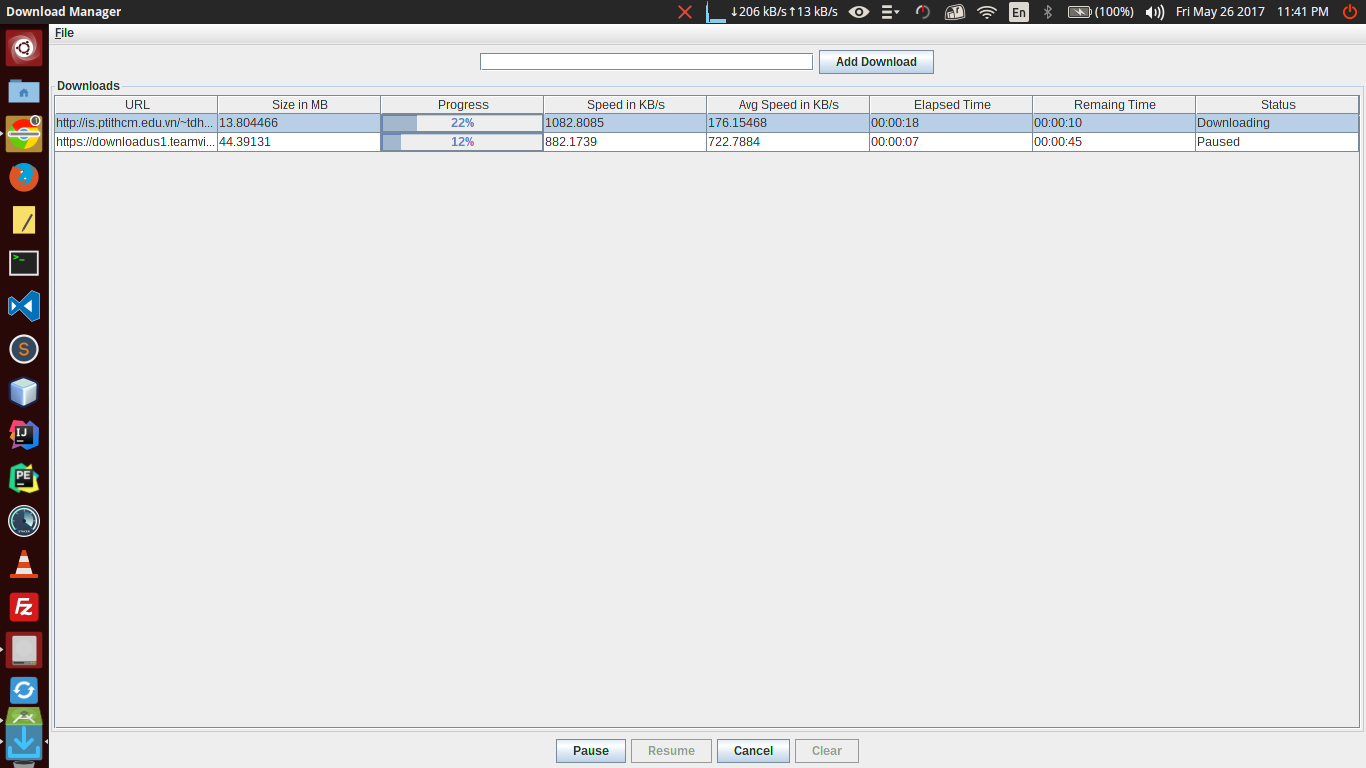 Download Manager ↓206 kB/s↑13 kB/s En (100%) Fri May 26 2017 11:41 PM
File
Add Download
Downloads
URL Size in MB Progress Speed in KB/s Avg Speed in KB/s Elapsed Time Remaing Time Status
http://is.ptithcm.edu.vn/~tdh... 13.804466 22% 1082.8085 176.15468 00:00:18 00:00:10 Downloading
https://downloadus1.teamvi... 44.39131 12% 882.1739 722.7884 00:00:07 00:00:45 Paused
>_
S
IJ
PE
Fz
Pause Resume Cancel Clear